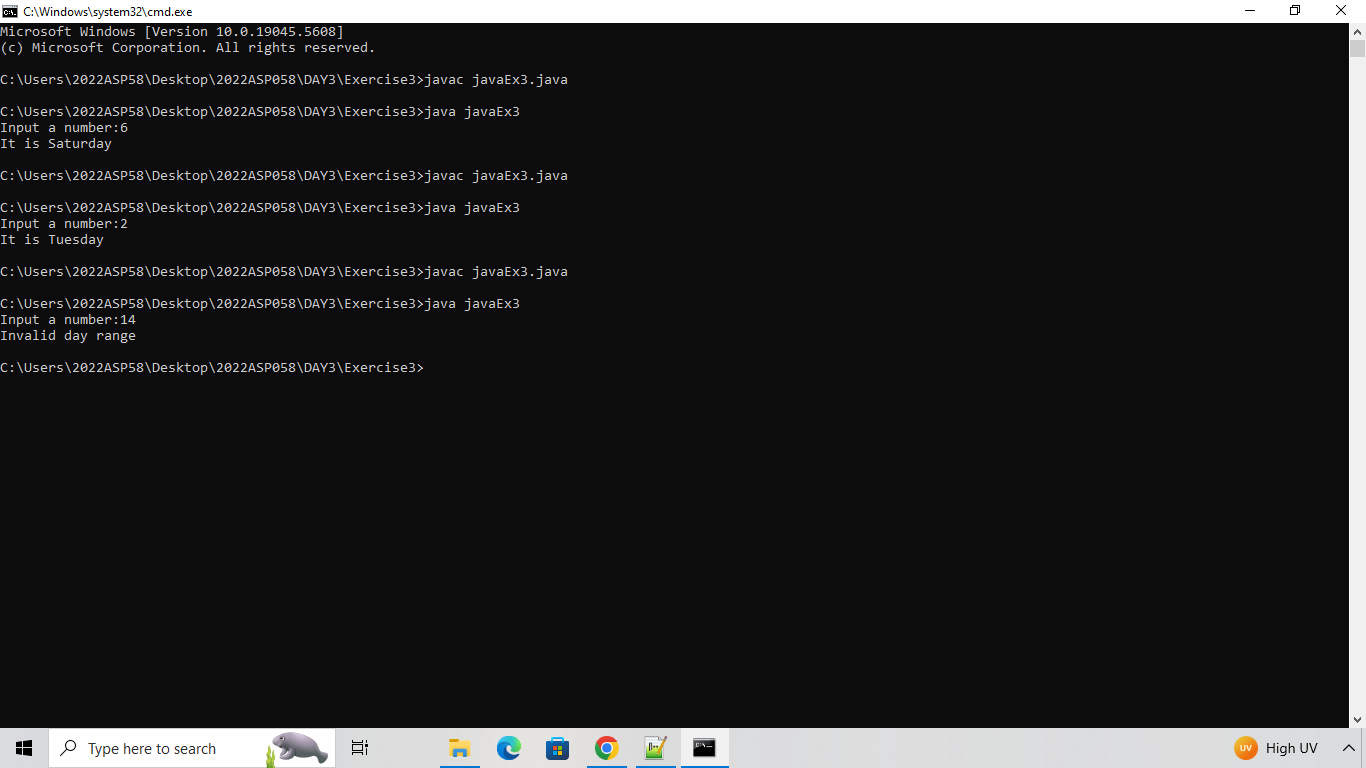 C:\Windows\system32\cmd.exe
Microsoft Windows [Version 10.0.19045.5608]
(c) Microsoft Corporation. All rights reserved.
C:\Users\2022ASP58\Desktop\2022ASP058\DAY3\Exercise3>javac javaEx3.java
C:\Users\2022ASP58\Desktop\2022ASP058\DAY3\Exercise3>java javaEx3
Input a number:6
It is Saturday
C:\Users\2022ASP58\Desktop\2022ASP058\DAY3\Exercise3>javac javaEx3.java
C:\Users\2022ASP58\Desktop\2022ASP058\DAY3\Exercise3>java javaEx3
Input a number:2
It is Tuesday
C:\Users\2022ASP58\Desktop\2022ASP058\DAY3\Exercise3>javac javaEx3.java
C:\Users\2022ASP58\Desktop\2022ASP058\DAY3\Exercise3>java javaEx3
Input a number:14
Invalid day range
C:\Users\2022ASP58\Desktop\2022ASP058\DAY3\Exercise3>
Type here to search
UV High UV